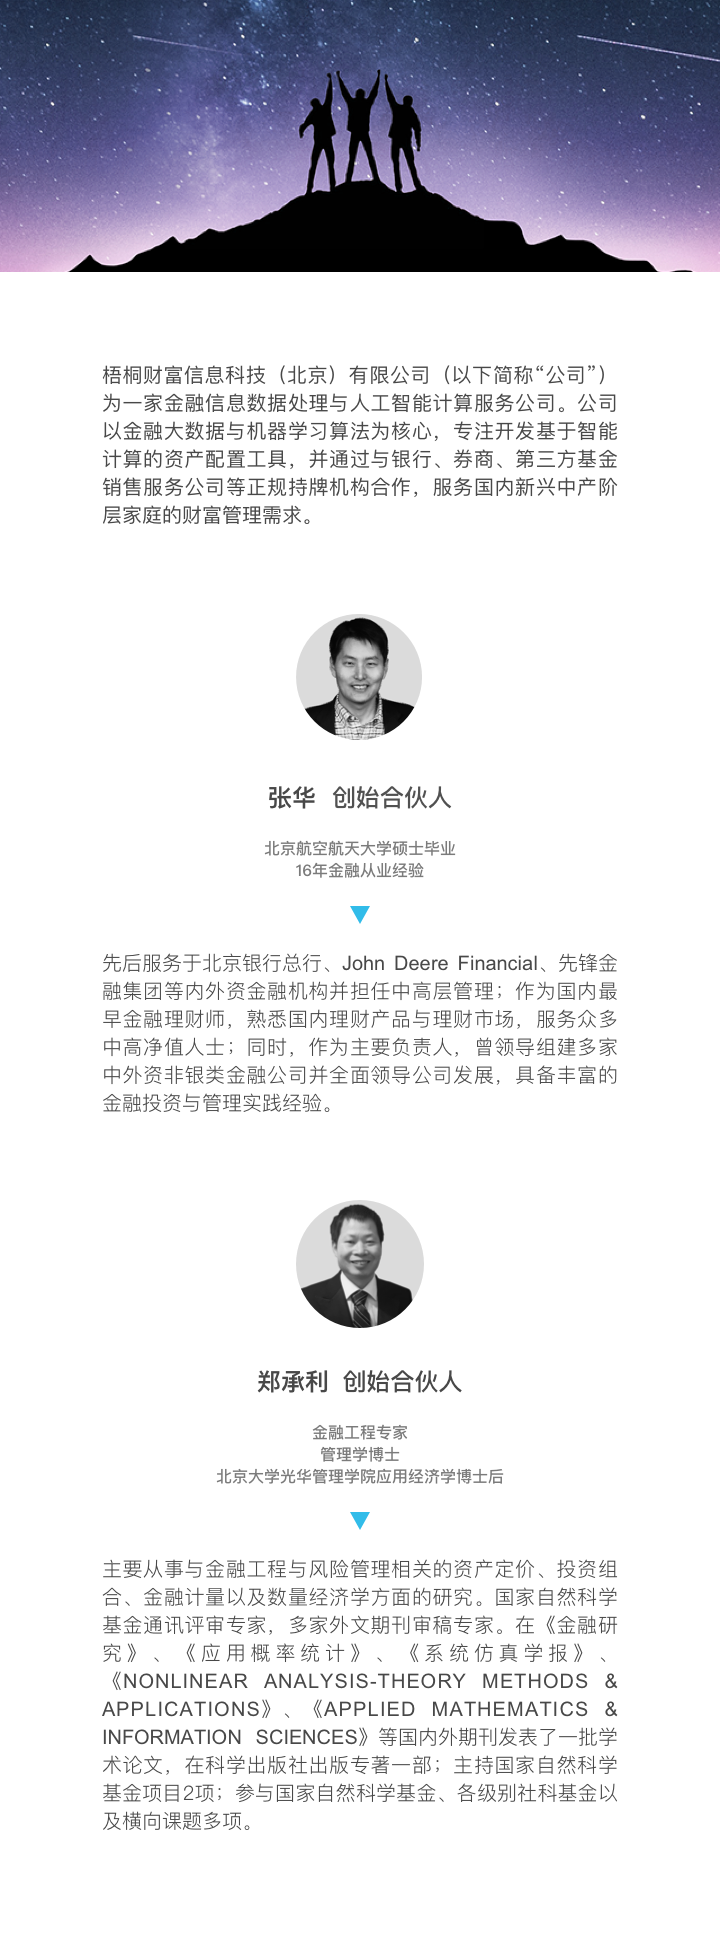 梧桐财富信息科技（北京）有限公司（以下简称“公司”）
为一家金融信息数据处理与人工智能计算服务公司。公司
以金融大数据与机器学习算法为核心，专注开发基于智能
计算的资产配置工具，并通过与银行、券商、第三方基金
销售服务公司等正规持牌机构合作，服务国内新兴中产阶
层家庭的财富管理需求。
张华 创始合伙人
北京航空航天大学硕士毕业
16年金融从业经验
先后服务于北京银行总行、John Deere Financial、先锋金
融集团等内外资金融机构并担任中高层管理；作为国内最
早金融理财师，熟悉国内理财产品与理财市场，服务众多
中高净值人士；同时，作为主要负责人，曾领导组建多家
中外资非银类金融公司并全面领导公司发展，具备丰富的
金融投资与管理实践经验。
郑承利 创始合伙人
金融工程专家
管理学博士
北京大学光华管理学院应用经济学博士后
主要从事与金融工程与风险管理相关的资产定价、投资组
合、金融计量以及数量经济学方面的研究。国家自然科学
基金通讯评审专家，多家外文期刊审稿专家。在《金融研
究》、《应用概率统计》、《系统仿真学报》、
《NONLINEAR ANALYSIS-THEORY METHODS &
APPLICATIONS》、《APPLIED MATHEMATICS &
INFORMATION SCIENCES》等国内外期刊发表了一批学
术论文，在科学出版社出版专著一部；主持国家自然科学
基金项目2项；参与国家自然科学基金、各级别社科基金以
及横向课题多项。